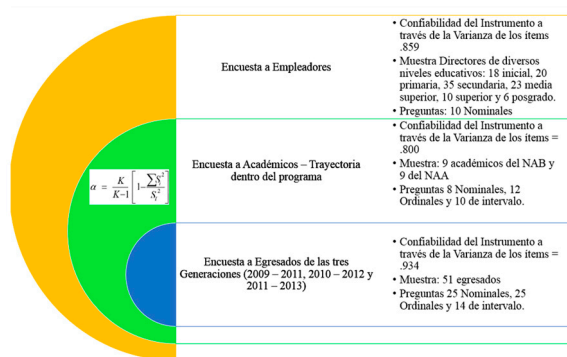 Encuesta a Empleadores
• Confiabilidad del Instrumento a
través de la Varianza de los ítems
.859
• Muestra Directores de diversos
niveles educativos: 18 inicial, 20
primaria, 35 secundaria, 23 media
superior, 10 superior y 6 posgrado.
• Preguntas: 10 Nominales
α = K / K−1 [1− ∑S_i^2 / S_t^2]
Encuesta a Académicos – Trayectoria
dentro del programa
• Confiabilidad del Instrumento a
través de la Varianza de los ítems =
.800
• Muestra: 9 académicos del NAB y
9 del NAA
• Preguntas 8 Nominales, 12
Ordinales y 10 de intervalo.
Encuesta a Egresados de las tres
Generaciones (2009 – 2011, 2010 – 2012 y
2011 – 2013)
• Confiabilidad del Instrumento a
través de la Varianza de los ítems =
.934
• Muestra: 51 egresados
• Preguntas 25 Nominales, 25
Ordinales y 14 de intervalo.